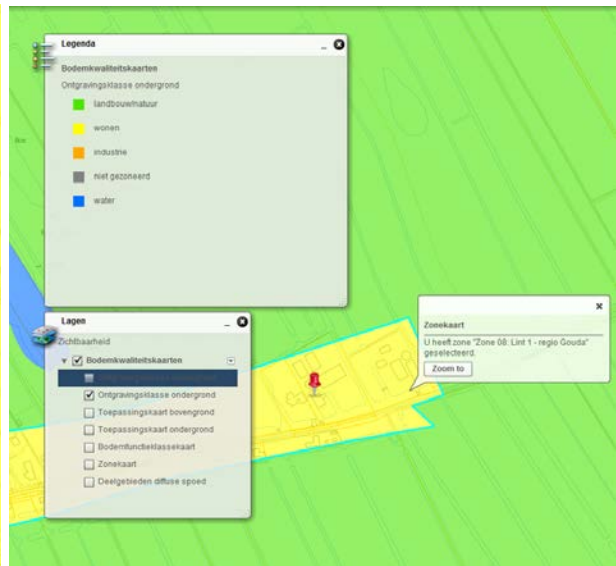 Legenda
Bodemkwaliteitskaarten
Ontgravingsklasse ondergrond
landbouw/natuur
wonen
industrie
niet gezoneerd
water
Lagen
Zichtbaarheid
Bodemkwaliteitskaarten
Ontgravingsklasse ondergrond
Toepassingskaart bovengrond
Toepassingskaart ondergrond
Bodemfunctieklassekaart
Zonekaart
Deelgebieden diffuse spoed
Zonekaart
U heeft zone "Zone 08: Lint 1 - regio Gouda"
geselecteerd.
Zoom to